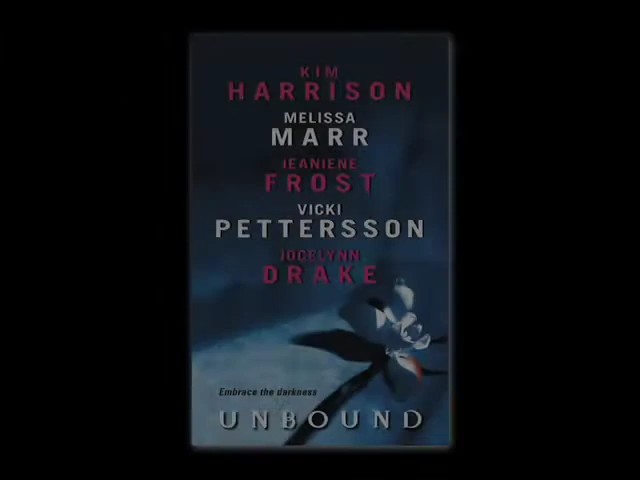 KIM
HARRISON
MELISSA
MARR
JEANIENE
FROST
VICKI
PETTERSSON
JOCELYNN
DRAKE
Embrace the darkness
UNBOUND